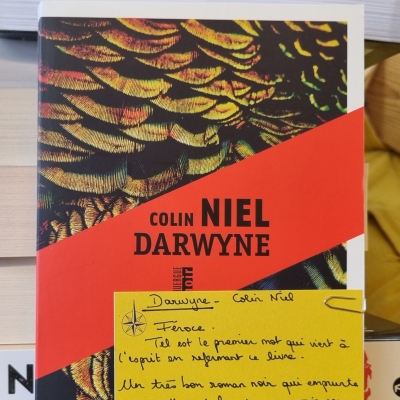 COLIN NIEL
DARWYNE
Darwyne - Colin Niel
Féroce.
Tel est le premier mot qui vient à
l'esprit en refermant ce livre.
Un très bon roman noir qui emprunte
N